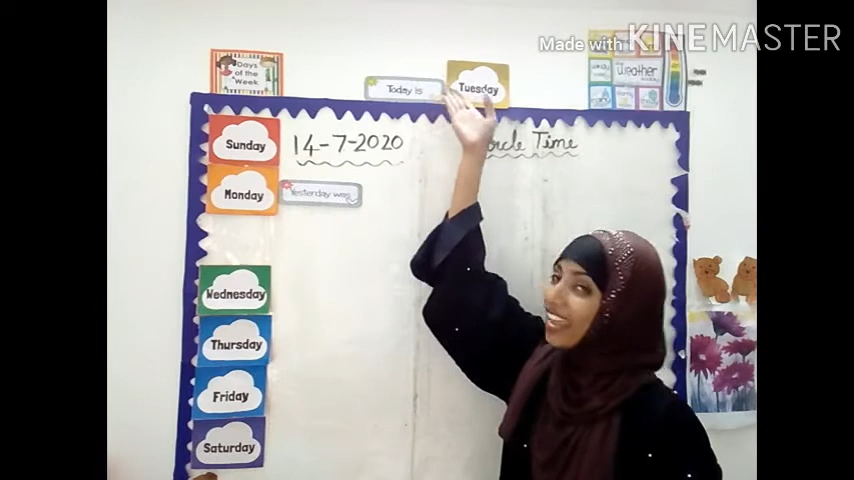 Made with KINEMASTER
Days
of the
Week
Today is
Tuesday
weather
14-7-2020
Circle Time
Sunday
Monday
Yesterday was
Wednesday
Thursday
Friday
Saturday